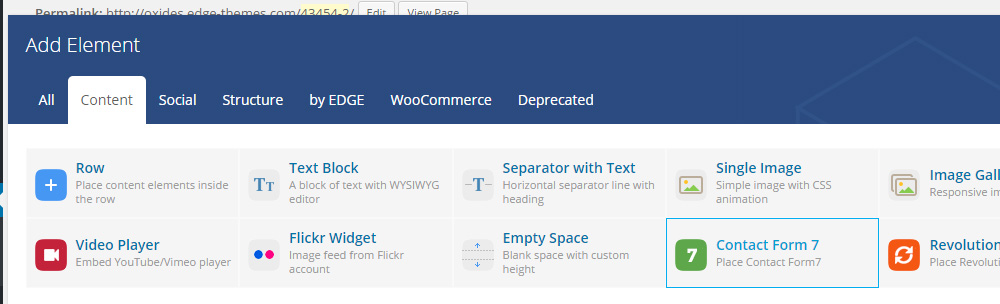 Permalink: http://oxides.edge-themes.com/43454-2/ Edit View Page
Add Element
All Content Social Structure by EDGE WooCommerce Deprecated
Row
Place content elements inside
the row
Text Block
A block of text with WYSIWYG
editor
Separator with Text
Horizontal separator line with
heading
Single Image
Simple image with CSS
animation
Image Gall
Responsive im
Video Player
Embed YouTube/Vimeo player
Flickr Widget
Image feed from Flickr
account
Empty Space
Blank space with custom
height
7
Contact Form 7
Place Contact Form7
Revolution
Place Revoluti